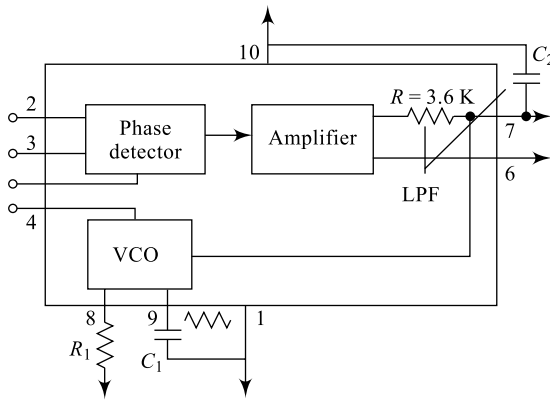 10
C2
2
R = 3.6 K
Phase
detector
Amplifier
7
3
6
LPF
4
VCO
8
9
1
R1
C1